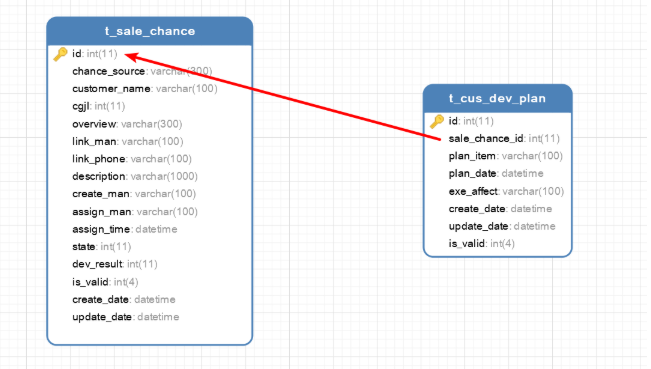 t_sale_chance
id: int(11)
chance_source: varchar(300)
customer_name: varchar(100)
cgjl: int(11)
overview: varchar(300)
link_man: varchar(100)
link_phone: varchar(100)
description: varchar(1000)
create_man: varchar(100)
assign_man: varchar(100)
assign_time: datetime
state: int(11)
dev_result: int(11)
is_valid: int(4)
create_date: datetime
update_date: datetime
t_cus_dev_plan
id: int(11)
sale_chance_id: int(11)
plan_item: varchar(100)
plan_date: datetime
exe_affect: varchar(100)
create_date: datetime
update_date: datetime
is_valid: int(4)